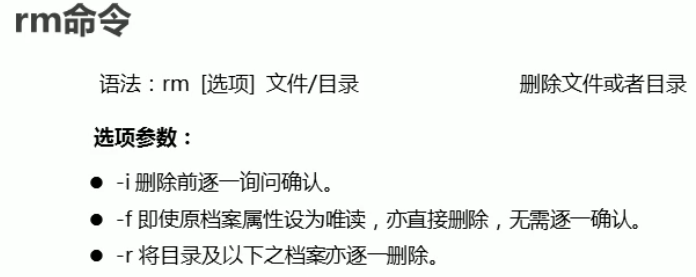 rm命令
语法：rm [选项] 文件/目录 删除文件或者目录
选项参数：
● -i 删除前逐一询问确认。
● -f 即使原档案属性设为唯读，亦直接删除，无需逐一确认。
● -r 将目录及以下之档案亦逐一删除。